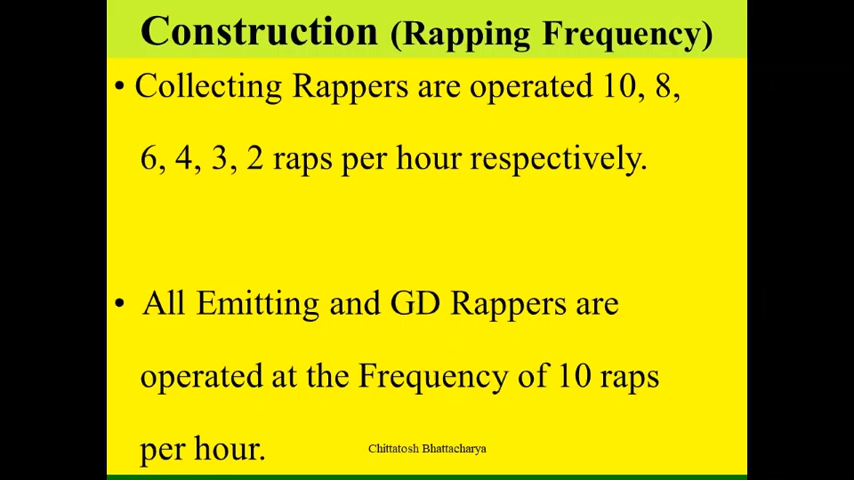 Construction (Rapping Frequency)
• Collecting Rappers are operated 10, 8,
6, 4, 3, 2 raps per hour respectively.
• All Emitting and GD Rappers are
operated at the Frequency of 10 raps
per hour.
Chittatosh Bhattacharya